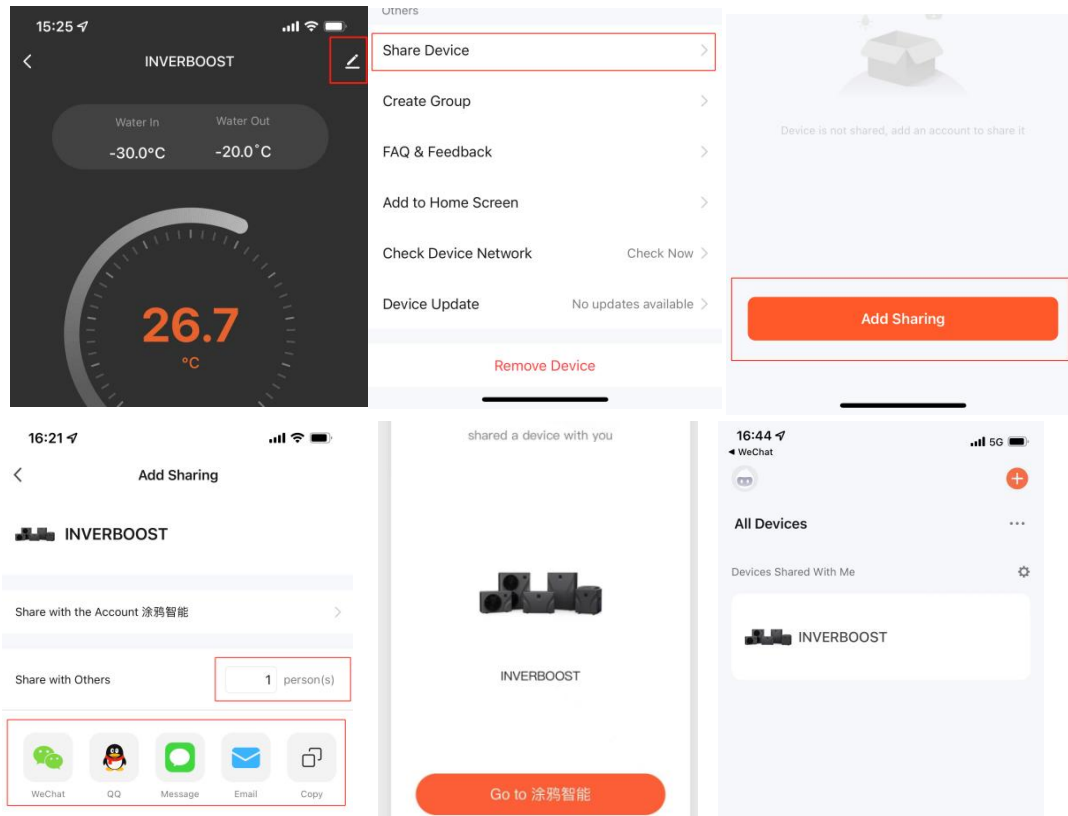 15:25
INVERBOOST
Water In
Water Out
-30.0°C
-20.0°C
26.7
°C
Others
Share Device
Create Group
FAQ & Feedback
Add to Home Screen
Check Device Network
Check Now
Device Update
No updates available
Remove Device
Device is not shared, add an account to share it
Add Sharing
16:21
Add Sharing
INVERBOOST
Share with the Account 涂鸦智能
Share with Others
1 person(s)
WeChat
QQ
Message
Email
Copy
shared a device with you
INVERBOOST
Go to 涂鸦智能
16:44
5G
◀ WeChat
All Devices
Devices Shared With Me
INVERBOOST